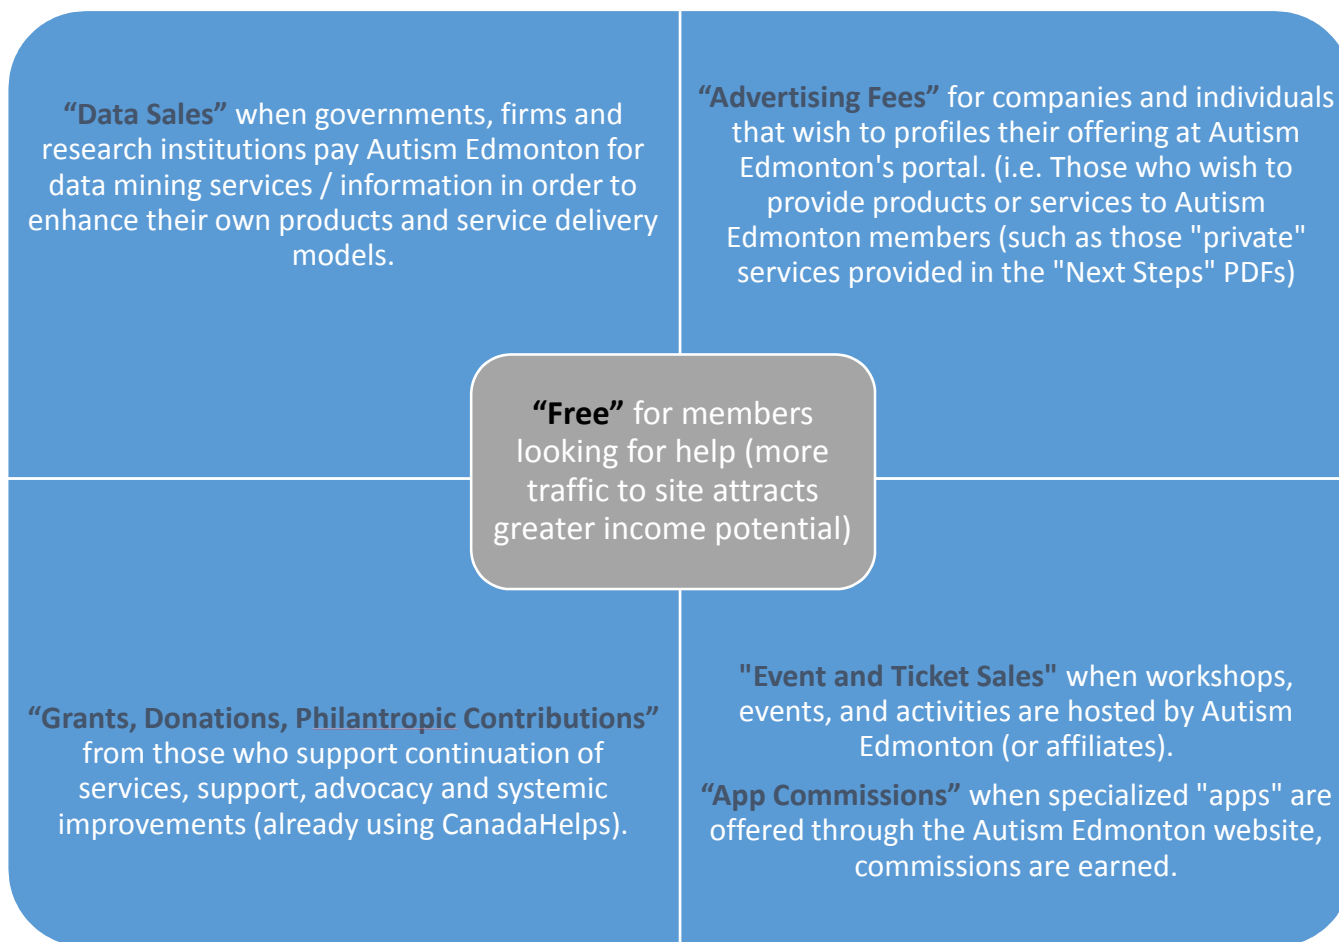 “Data Sales” when governments, firms and
research institutions pay Autism Edmonton for
data mining services / information in order to
enhance their own products and service delivery
models.
“Advertising Fees” for companies and individuals
that wish to profiles their offering at Autism
Edmonton's portal. (i.e. Those who wish to
provide products or services to Autism
Edmonton members (such as those "private"
services provided in the "Next Steps" PDFs)
“Free” for members
looking for help (more
traffic to site attracts
greater income potential)
“Grants, Donations, Philantropic Contributions”
from those who support continuation of
services, support, advocacy and systemic
improvements (already using CanadaHelps).
"Event and Ticket Sales" when workshops,
events, and activities are hosted by Autism
Edmonton (or affiliates).
“App Commissions” when specialized "apps" are
offered through the Autism Edmonton website,
commissions are earned.